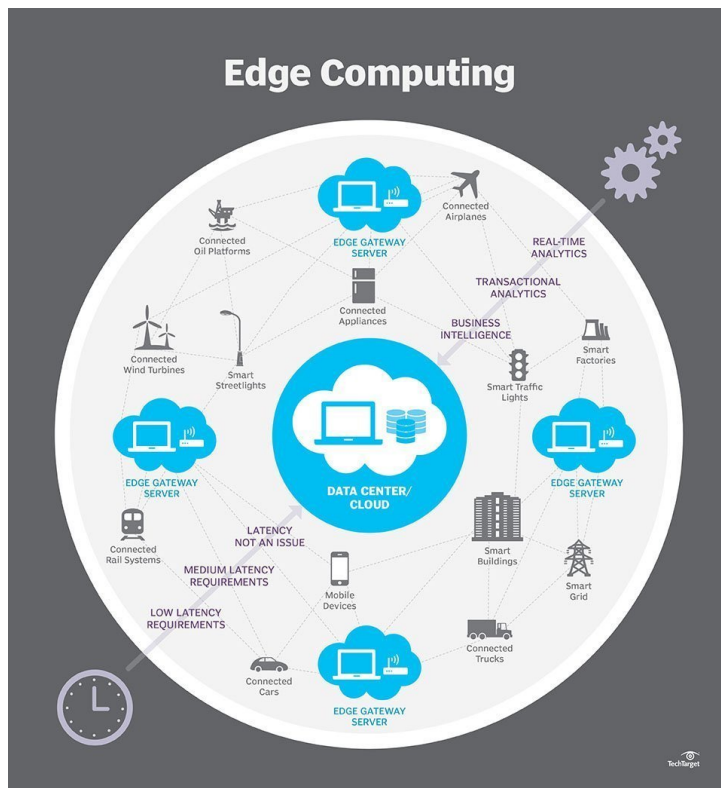 Edge Computing
EDGE GATEWAY
SERVER
Connected
Airplanes
Connected
Oil Platforms
REAL-TIME
ANALYTICS
TRANSACTIONAL
ANALYTICS
BUSINESS
INTELLIGENCE
Connected
Appliances
Connected
Wind Turbines
Smart
Streetlights
Smart Traffic
Lights
Smart
Factories
EDGE GATEWAY
SERVER
DATA CENTER/
CLOUD
EDGE GATEWAY
SERVER
Connected
Rail Systems
LATENCY
NOT AN ISSUE
MEDIUM LATENCY
REQUIREMENTS
LOW LATENCY
REQUIREMENTS
Mobile
Devices
Smart
Buildings
Smart
Grid
Connected
Cars
EDGE GATEWAY
SERVER
Connected
Trucks
TechTarget